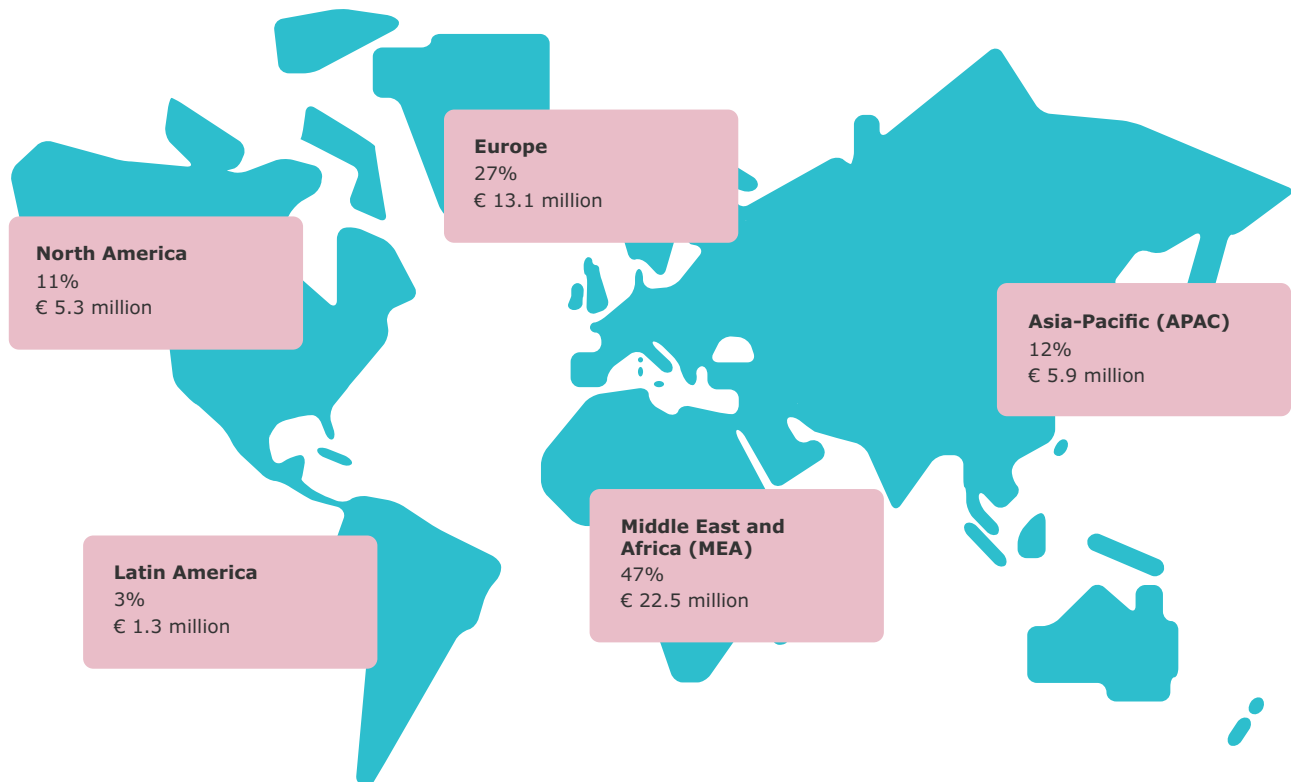 Europe
27%
€ 13.1 million
North America
11%
€ 5.3 million
Asia-Pacific (APAC)
12%
€ 5.9 million
Middle East and
Africa (MEA)
47%
€ 22.5 million
Latin America
3%
€ 1.3 million